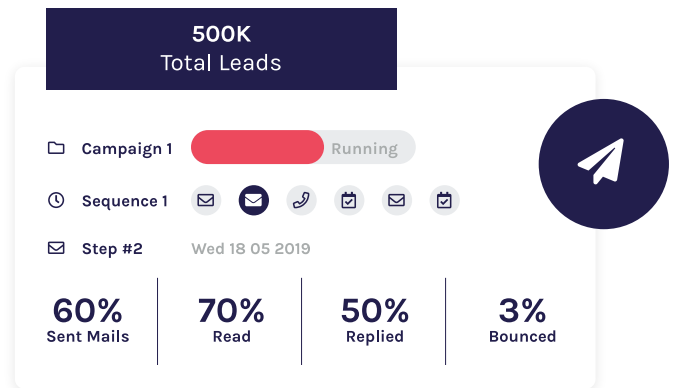 500K
Total Leads
Campaign 1
Running
Sequence 1
Step #2
Wed 18 05 2019
60%
Sent Mails
70%
Read
50%
Replied
3%
Bounced